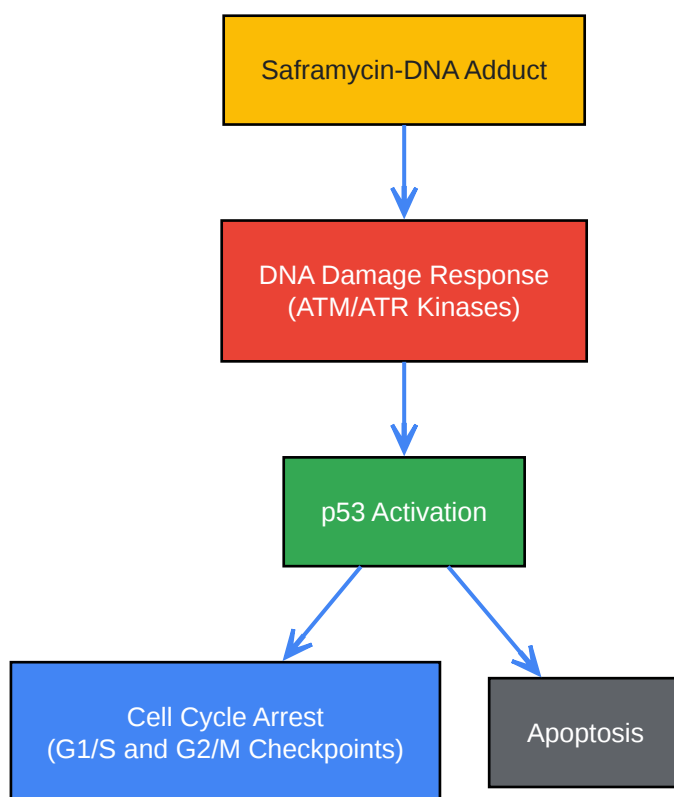 Saframycin-DNA Adduct
DNA Damage Response
(ATM/ATR Kinases)
p53 Activation
Cell Cycle Arrest
(G1/S and G2/M Checkpoints)
Apoptosis